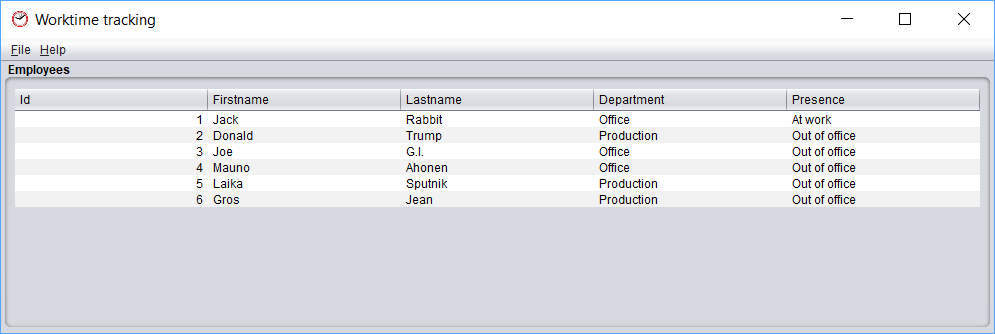 Worktime tracking
File Help
Employees
Id Firstname Lastname Department Presence
1 Jack Rabbit Office At work
2 Donald Trump Production Out of office
3 Joe G.I. Office Out of office
4 Mauno Ahonen Office Out of office
5 Laika Sputnik Production Out of office
6 Gros Jean Production Out of office